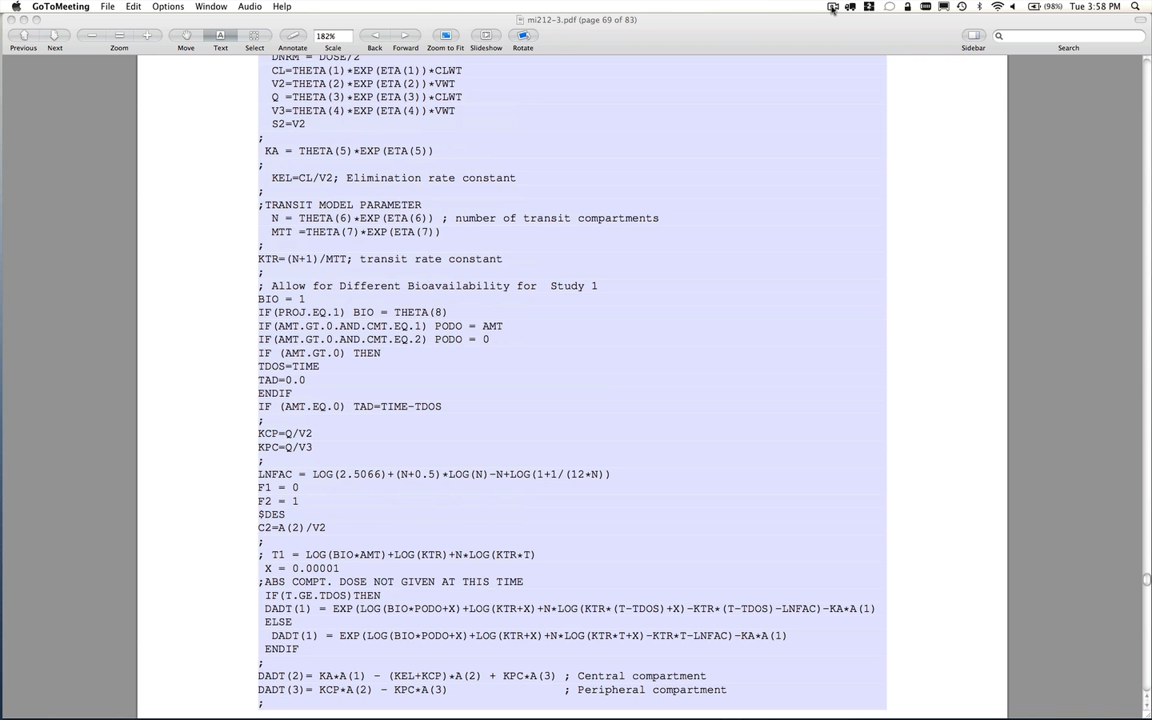 GoToMeeting File Edit Options Window Audio Help (98%) Tue 3:58 PM
mi212-3.pdf (page 69 of 83)
182%
Previous Next Zoom Move Text Select Annotate Scale Back Forward Zoom to Fit Slideshow Rotate Sidebar Search
DNRM = DOSE/2
CL=THETA(1)*EXP(ETA(1))*CLWT
V2=THETA(2)*EXP(ETA(2))*VWT
Q =THETA(3)*EXP(ETA(3))*CLWT
V3=THETA(4)*EXP(ETA(4))*VWT
S2=V2
;
KA = THETA(5)*EXP(ETA(5))
;
KEL=CL/V2; Elimination rate constant
;
;TRANSIT MODEL PARAMETER
N = THETA(6)*EXP(ETA(6)) ; number of transit compartments
MTT =THETA(7)*EXP(ETA(7))
;
KTR=(N+1)/MTT; transit rate constant
;
; Allow for Different Bioavailability for Study 1
BIO = 1
IF(PROJ.EQ.1) BIO = THETA(8)
IF(AMT.GT.0.AND.CMT.EQ.1) PODO = AMT
IF(AMT.GT.0.AND.CMT.EQ.2) PODO = 0
IF (AMT.GT.0) THEN
TDOS=TIME
TAD=0.0
ENDIF
IF (AMT.EQ.0) TAD=TIME-TDOS
;
KCP=Q/V2
KPC=Q/V3
;
LNFAC = LOG(2.5066)+(N+0.5)*LOG(N)-N+LOG(1+1/(12*N))
F1 = 0
F2 = 1
$DES
C2=A(2)/V2
;
; T1 = LOG(BIO*AMT)+LOG(KTR)+N*LOG(KTR*T)
X = 0.00001
;ABS COMPT. DOSE NOT GIVEN AT THIS TIME
IF(T.GE.TDOS)THEN
DADT(1) = EXP(LOG(BIO*PODO+X)+LOG(KTR+X)+N*LOG(KTR*(T-TDOS)+X)-KTR*(T-TDOS)-LNFAC)-KA*A(1)
ELSE
DADT(1) = EXP(LOG(BIO*PODO+X)+LOG(KTR+X)+N*LOG(KTR*T+X)-KTR*T-LNFAC)-KA*A(1)
ENDIF
;
DADT(2)= KA*A(1) - (KEL+KCP)*A(2) + KPC*A(3) ; Central compartment
DADT(3)= KCP*A(2) - KPC*A(3) ; Peripheral compartment
;